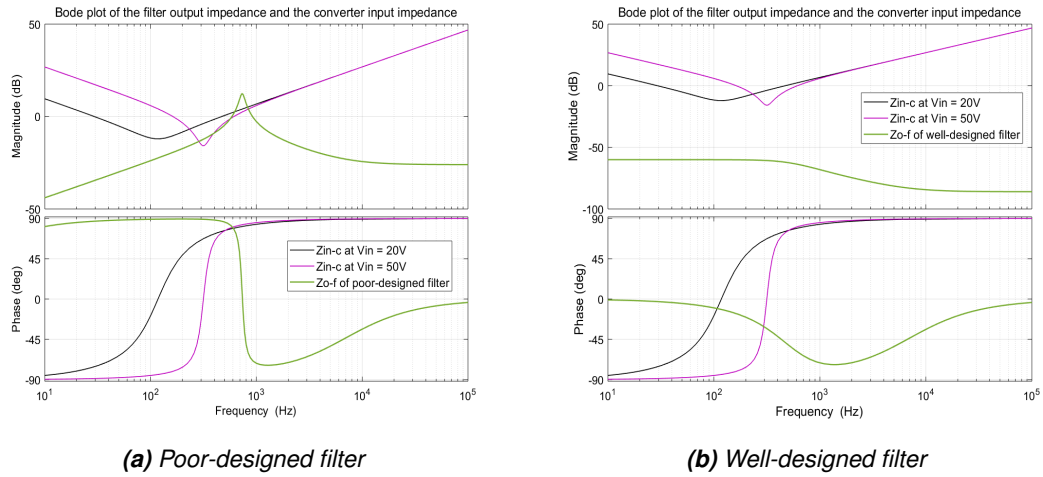 Bode plot of the filter output impedance and the converter input impedance
50
0
-50
Magnitude (dB)
90
45
0
-45
-90
Phase (deg)
Zin-c at Vin = 20V
Zin-c at Vin = 50V
Zo-f of poor-designed filter
10^1
10^2
10^3
10^4
10^5
Frequency (Hz)
(a) Poor-designed filter
Bode plot of the filter output impedance and the converter input impedance
50
0
-50
-100
Magnitude (dB)
Zin-c at Vin = 20V
Zin-c at Vin = 50V
Zo-f of well-designed filter
90
45
0
-45
-90
Phase (deg)
10^1
10^2
10^3
10^4
10^5
Frequency (Hz)
(b) Well-designed filter